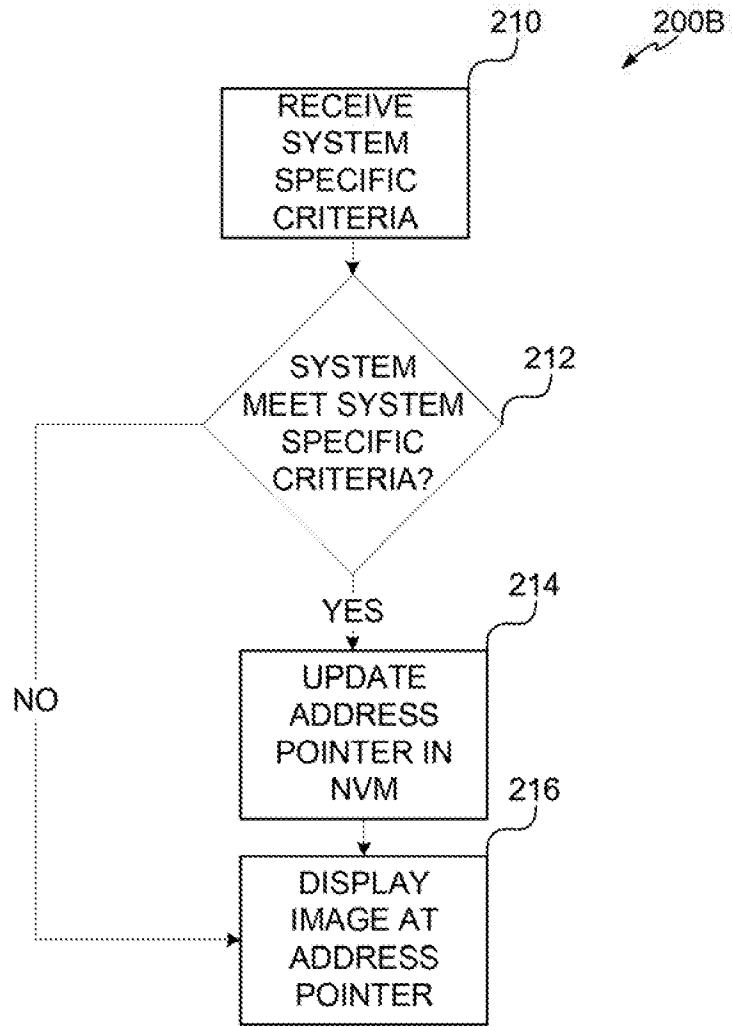 210
200B
RECEIVE
SYSTEM
SPECIFIC
CRITERIA
212
SYSTEM
MEET SYSTEM
SPECIFIC
CRITERIA?
YES
214
NO
UPDATE
ADDRESS
POINTER IN
NVM
216
DISPLAY
IMAGE AT
ADDRESS
POINTER